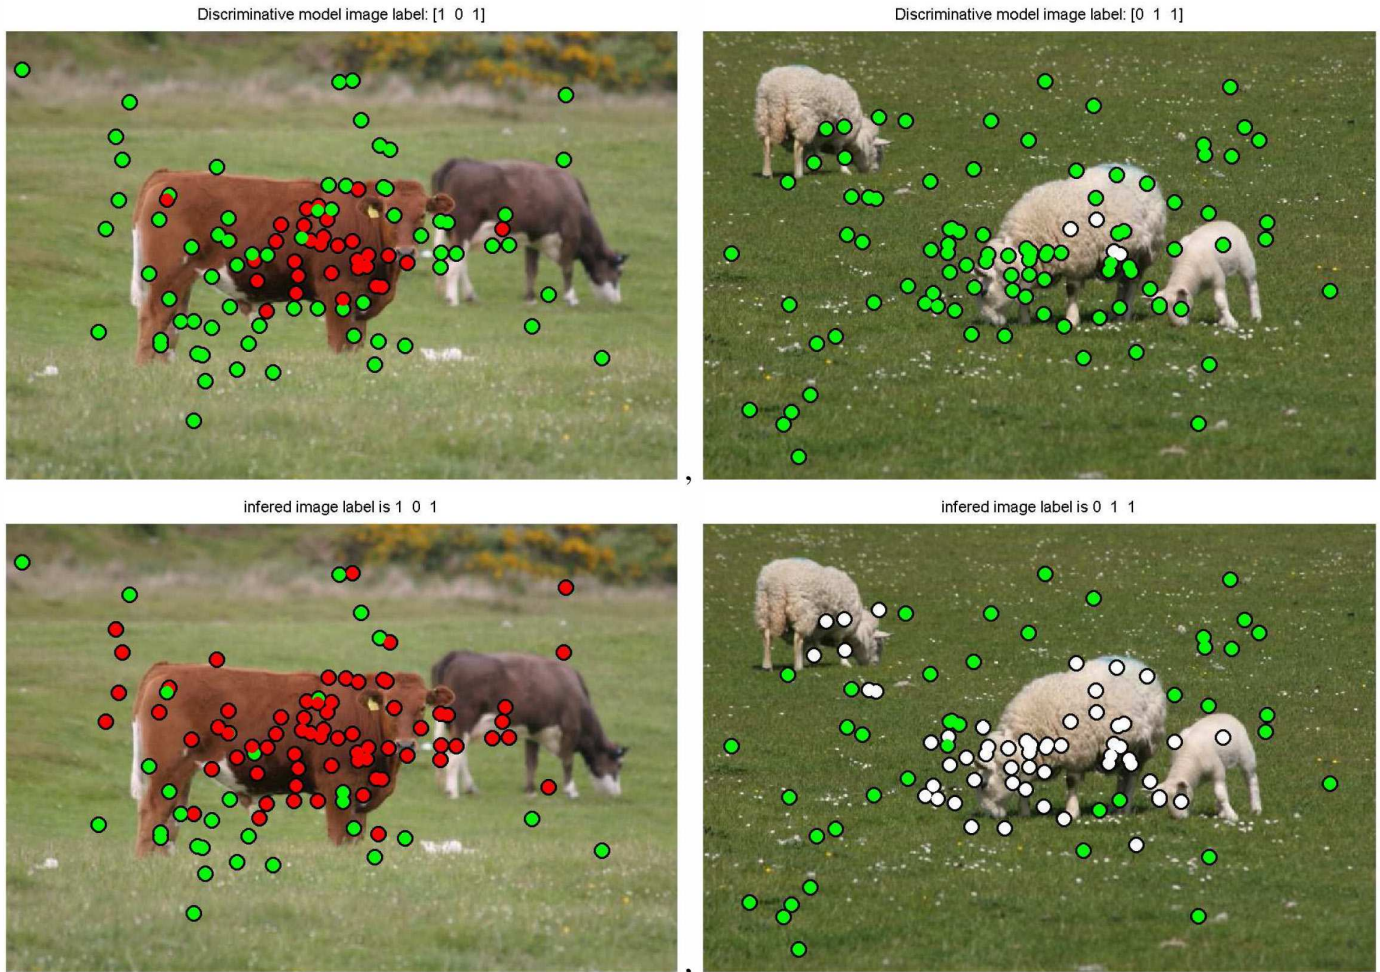 Discriminative model image label: [1 0 1]
Discriminative model image label: [0 1 1]
,
infered image label is 1 0 1
infered image label is 0 1 1
,